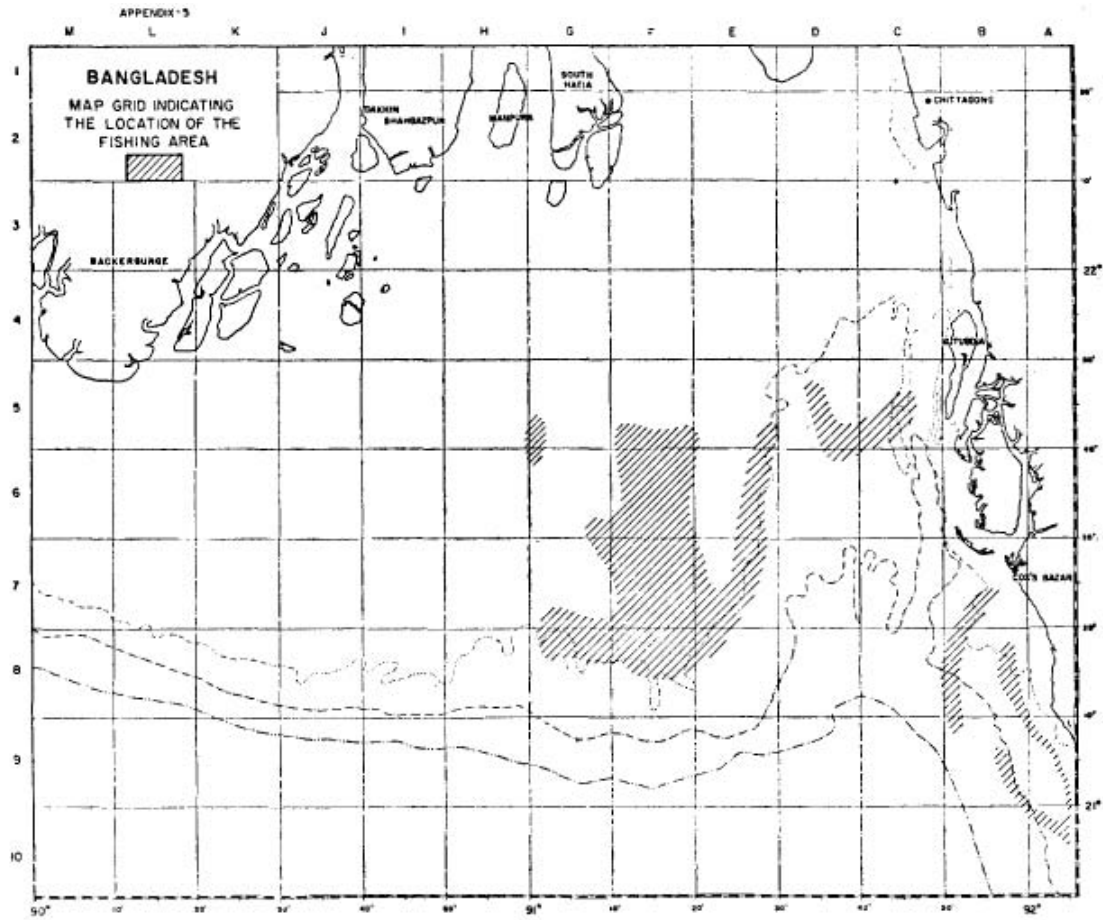 APPENDIX-5
M L K J I H G F E D C B A
BANGLADESH
MAP GRID INDICATING
THE LOCATION OF THE
FISHING AREA
SOUTH
HATIA
DAKHIN
SHAHBAZPUR
MANPURA
CHITTAGONG
BACKERGUNGE
KUTUBDIA
COX'S BAZAR
1
2
3
22°
4
5
6
7
8
9
21°
10
90° 91° 92°